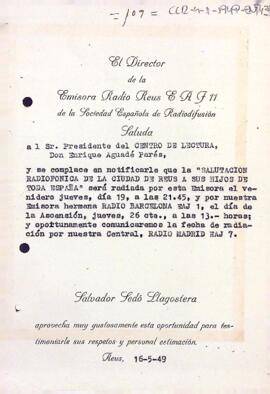 =/09=
El Director
de la
Emisora Radio Reus E A J 11
de la Sociedad Española de Radiodifusión
Saluda
a l Sr. Presidente del CENTRO DE LECTURA,
Don Enrique Aguadé Parés,
y se complace en notificarle que la "SALUTACION
RADIOFONICA DE LA CIUDAD DE REUS A SUS HIJOS DE
TODA ESPAÑA" será radiada por esta Emisora el ve-
nidero jueves, dia 19, a las 21.45, y por nuestra
Emisora hermana RADIO BARCELONA EAJ 1, el dia de
la Ascensión, jueves, 26 cte., a las 13.- horas;
y oportunamente comunicaremos la fecha de ra-
diación por nuestra Central, RADIO MADRID EAJ 7.
Salvador Sedó Llagostera
aprovecha muy gustosamente esta oportunidad para tes-
timoniarle sus respetos y personal estimación.
Reus, 16-5-49